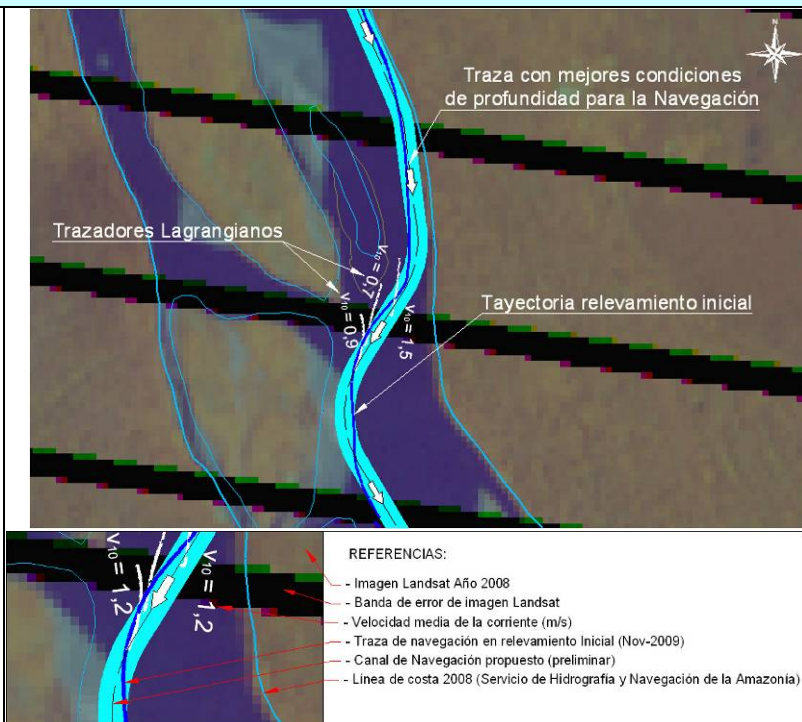 N
Traza con mejores condiciones
de profundidad para la Navegación
Trazadores Lagrangianos
V10 = 0,7
V10 = 0,9
V10 = 1,5
Tayectoria relevamiento inicial
V10 = 1,2
V10 = 1,2
REFERENCIAS:
- Imagen Landsat Año 2008
- Banda de error de imagen Landsat
- Velocidad media de la corriente (m/s)
- Traza de navegación en relevamiento Inicial (Nov-2009)
- Canal de Navegación propuesto (preliminar)
- Línea de costa 2008 (Servicio de Hidrografía y Navegación de la Amazonía)